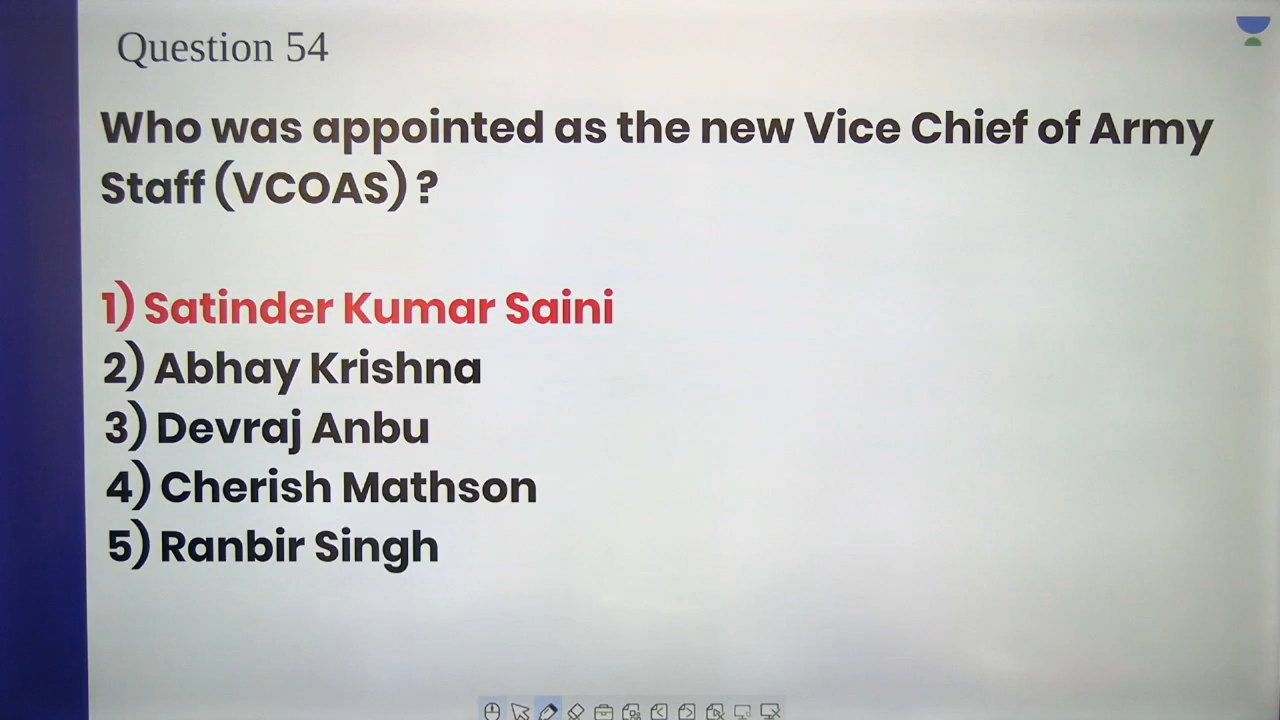 Question 54
Who was appointed as the new Vice Chief of Army
Staff (VCOAS) ?
1) Satinder Kumar Saini
2) Abhay Krishna
3) Devraj Anbu
4) Cherish Mathson
5) Ranbir Singh